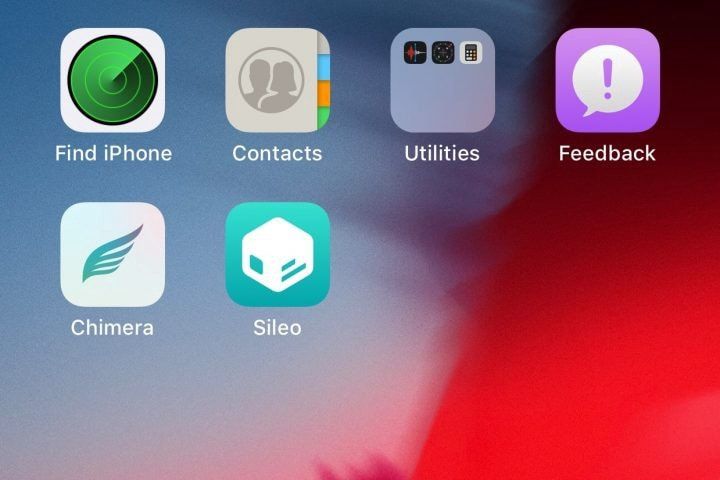 Find iPhone
Contacts
Utilities
Feedback
Chimera
Sileo